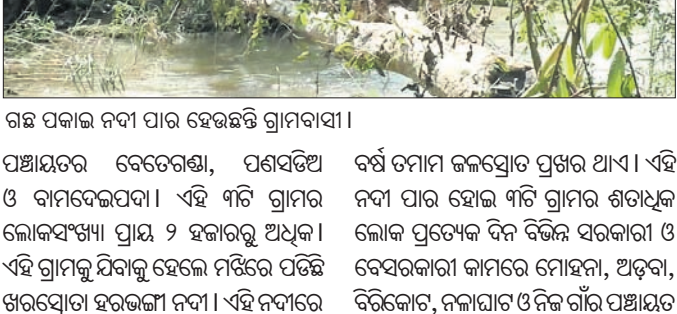 ଗଛ ପକାଇ ନଦୀ ପାର ହେଉଛନ୍ତି ଗ୍ରାମବାସୀ।
ପଞ୍ଚାୟତର ବେତେଗଣ୍ଡା, ପଣସଡିଅ
ଓ ବାମଦେଇପଦା। ଏହି ୩ଟି ଗ୍ରାମର
ଲୋକସଂଖ୍ୟା ପ୍ରାୟ ୨ ହଜାରରୁ ଅଧିକ।
ଏହି ଗ୍ରାମକୁ ଯିବାକୁ ହେଲେ ମଝିରେ ପଡିଛି
ଖରସ୍ରୋତା ହରଭଙ୍ଗୀ ନଦୀ। ଏହି ନଦୀରେ
ବର୍ଷ ତମାମ ଜଳସ୍ରୋତ ପ୍ରଖର ଥାଏ। ଏହି
ନଦୀ ପାର ହୋଇ ୩ଟି ଗ୍ରାମର ଶତାଧିକ
ଲୋକ ପ୍ରତ୍ୟେକ ଦିନ ବିଭିନ୍ନ ସରକାରୀ ଓ
ବେସରକାରୀ କାମରେ ମୋହନା, ଅଡ଼ବା,
ବିରିକୋଟ, ନଳାଘାଟ ଓ ନିଜ ଗାଁର ପଞ୍ଚାୟତ